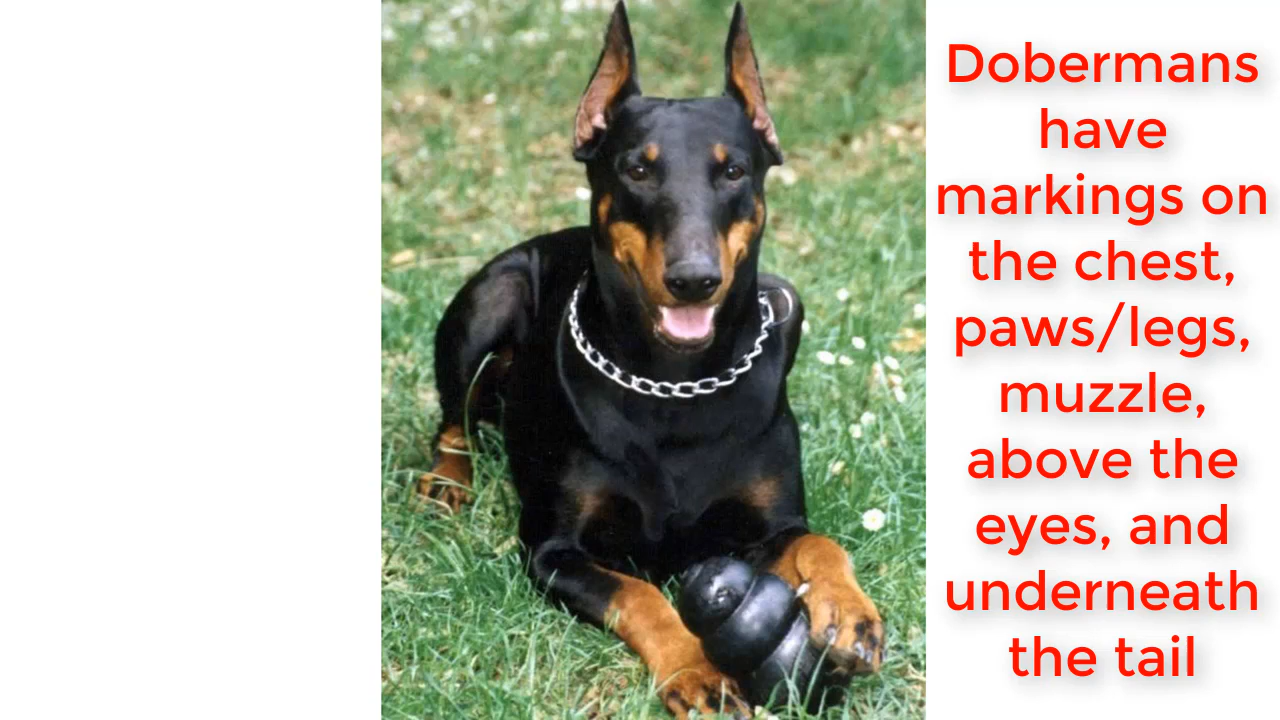 Dobermans
have
markings on
the chest,
paws/legs,
muzzle,
above the
eyes, and
underneath
the tail